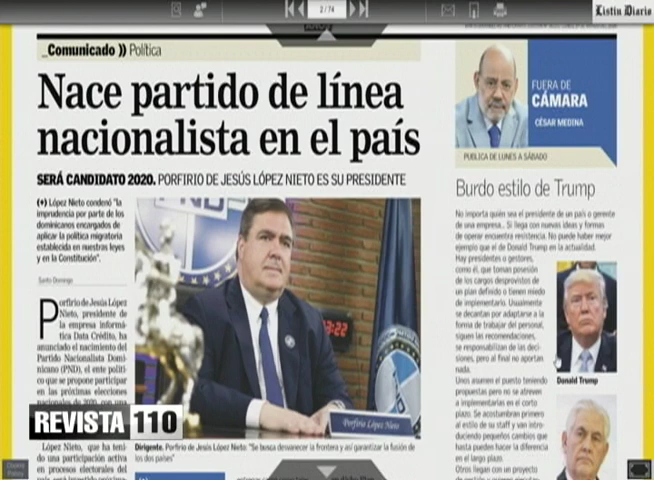 2 / 74
Listin Diario
_Comunicado )) Política
Nace partido de línea
nacionalista en el país
SERÁ CANDIDATO 2020. PORFIRIO DE JESÚS LÓPEZ NIETO ES SU PRESIDENTE
(+) López Nieto condenó "la
imprudencia por parte de los
dominicanos encargados de
aplicar la política migratoria
establecida en nuestras leyes
y en la Constitución".
Santo Domingo
Porfirio de Jesús López
Nieto, presidente de
la empresa informá-
tica Data Crédito, ha
anunciado el nacimiento del
Partido Nacionalista Domi-
nicano (PND), el ente políti-
co que se propone participar
en las próximas elecciones
nacionales de 2020, con una
REVISTA 110
López Nieto, que ha teni-
do una participación activa
en procesos electorales del
PND
3:22
Porfirio López Nieto
Dirigente. Porfirio de Jesús López Nieto: "Se busca desvanecer la frontera y así garantizar la fusión de
los dos países"
FUERA DE
CÁMARA
CÉSAR MEDINA
PUBLICA DE LUNES A SÁBADO
Burdo estilo de Trump
No importa quién sea el presidente de un país o gerente
de una empresa... Si llega con nuevas ideas y formas
de operar encuentra resistencia. No puede haber mejor
ejemplo que el de Donald Trump en la actualidad.
Hay presidentes o gestores,
como él, que toman posesión
de los cargos desprovistos de
un plan definido o tienen miedo
de implementarlo. Usualmente
se decantan por adaptarse a la
forma de trabajar del personal,
siguen las recomendaciones,
se responsabilizan de las deci-
siones, pero al final no aportan
nada.
Donald Trump
Unos asumen el puesto teniendo
propuestas pero no se atreven
a implementarlas en el corto
plazo. Se acostumbran primero
al estilo de su staff y van intro-
duciendo pequeños cambios que
hasta pueden hacer la diferencia
en el largo plazo.
Otros llegan con un proyecto